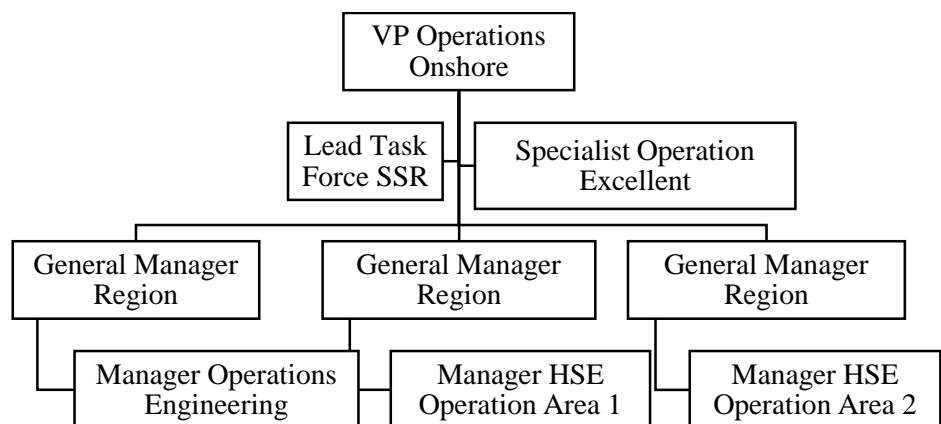 VP Operations
Onshore
Lead Task
Force SSR
Specialist Operation
Excellent
General Manager
Region
General Manager
Region
General Manager
Region
Manager Operations
Engineering
Manager HSE
Operation Area 1
Manager HSE
Operation Area 2